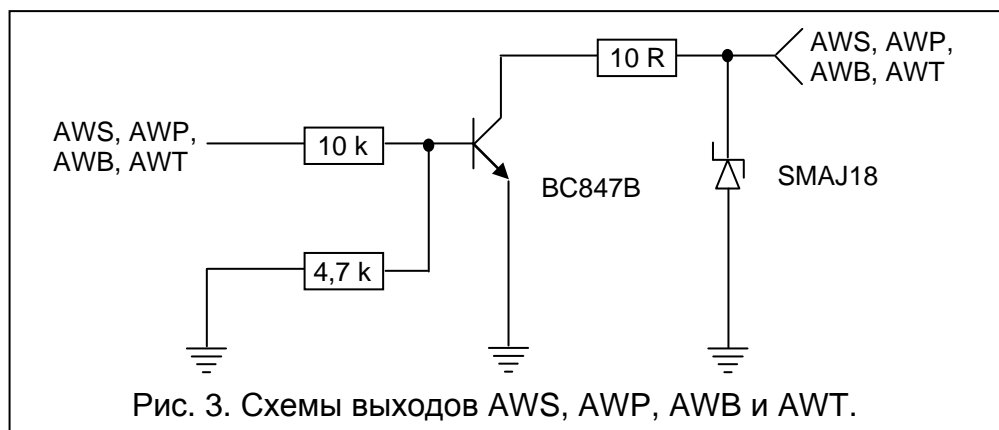 10 R
AWS, AWP,
AWB, AWT
AWS, AWP,
AWB, AWT
10 k
BC847B
SMAJ18
4,7 k
Рис. 3. Схемы выходов AWS, AWP, AWB и AWT.